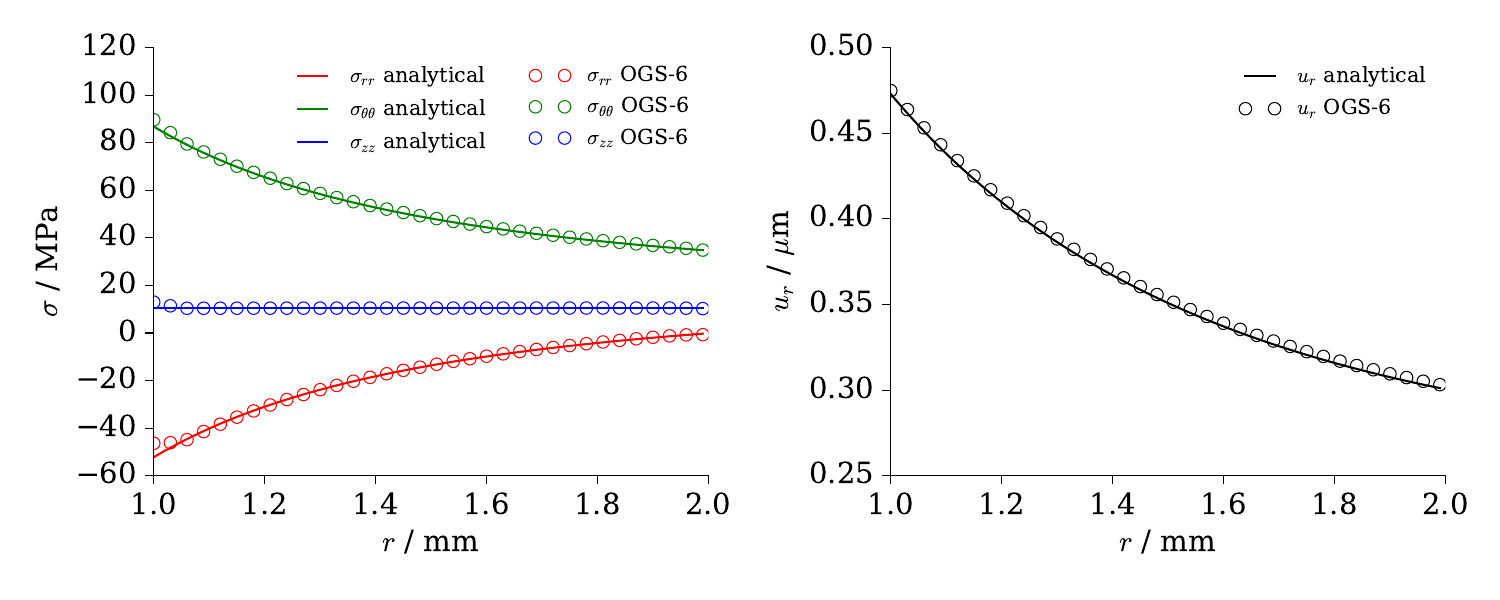 120
100
80
60
40
20
0
−20
−40
−60
σ / MPa
1.0 1.2 1.4 1.6 1.8 2.0
r / mm
σrr analytical
σθθ analytical
σzz analytical
σrr OGS-6
σθθ OGS-6
σzz OGS-6
0.50
0.45
0.40
0.35
0.30
0.25
ur / μm
1.0 1.2 1.4 1.6 1.8 2.0
r / mm
ur analytical
ur OGS-6